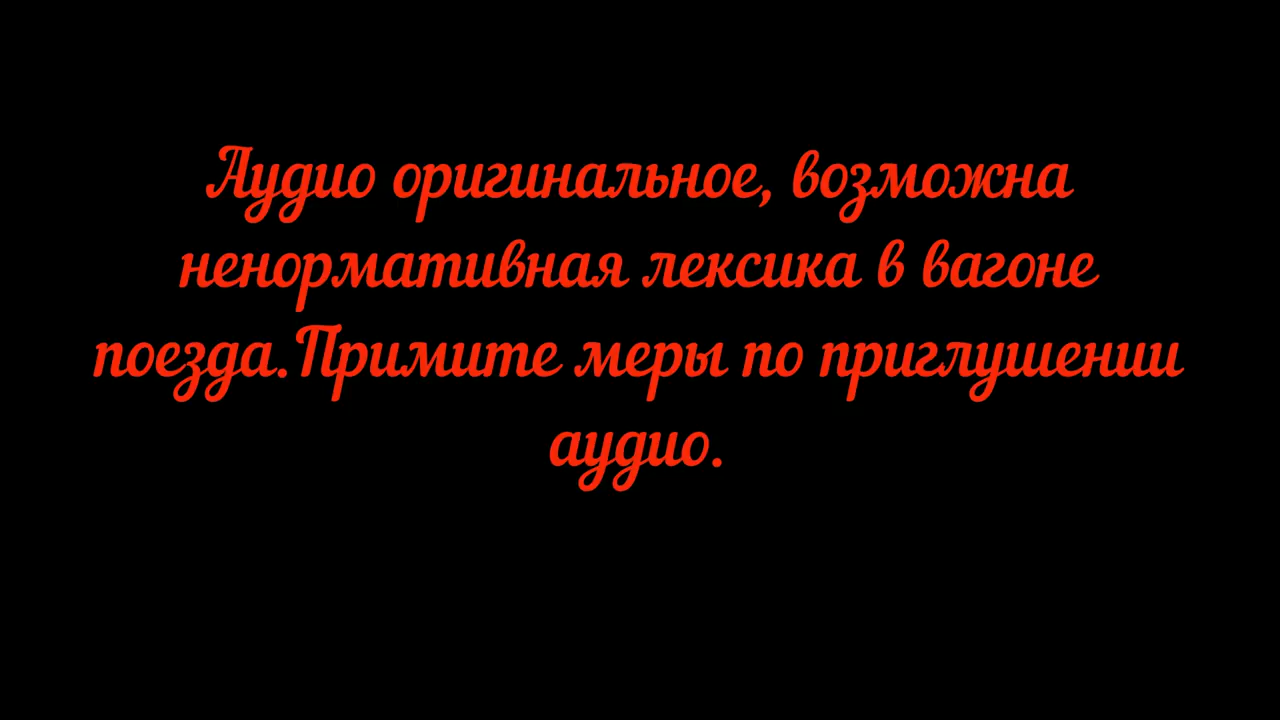 Аудио оригинальное, возможна
ненормативная лексика в вагоне
поезда.Примите меры по приглушении
аудио.